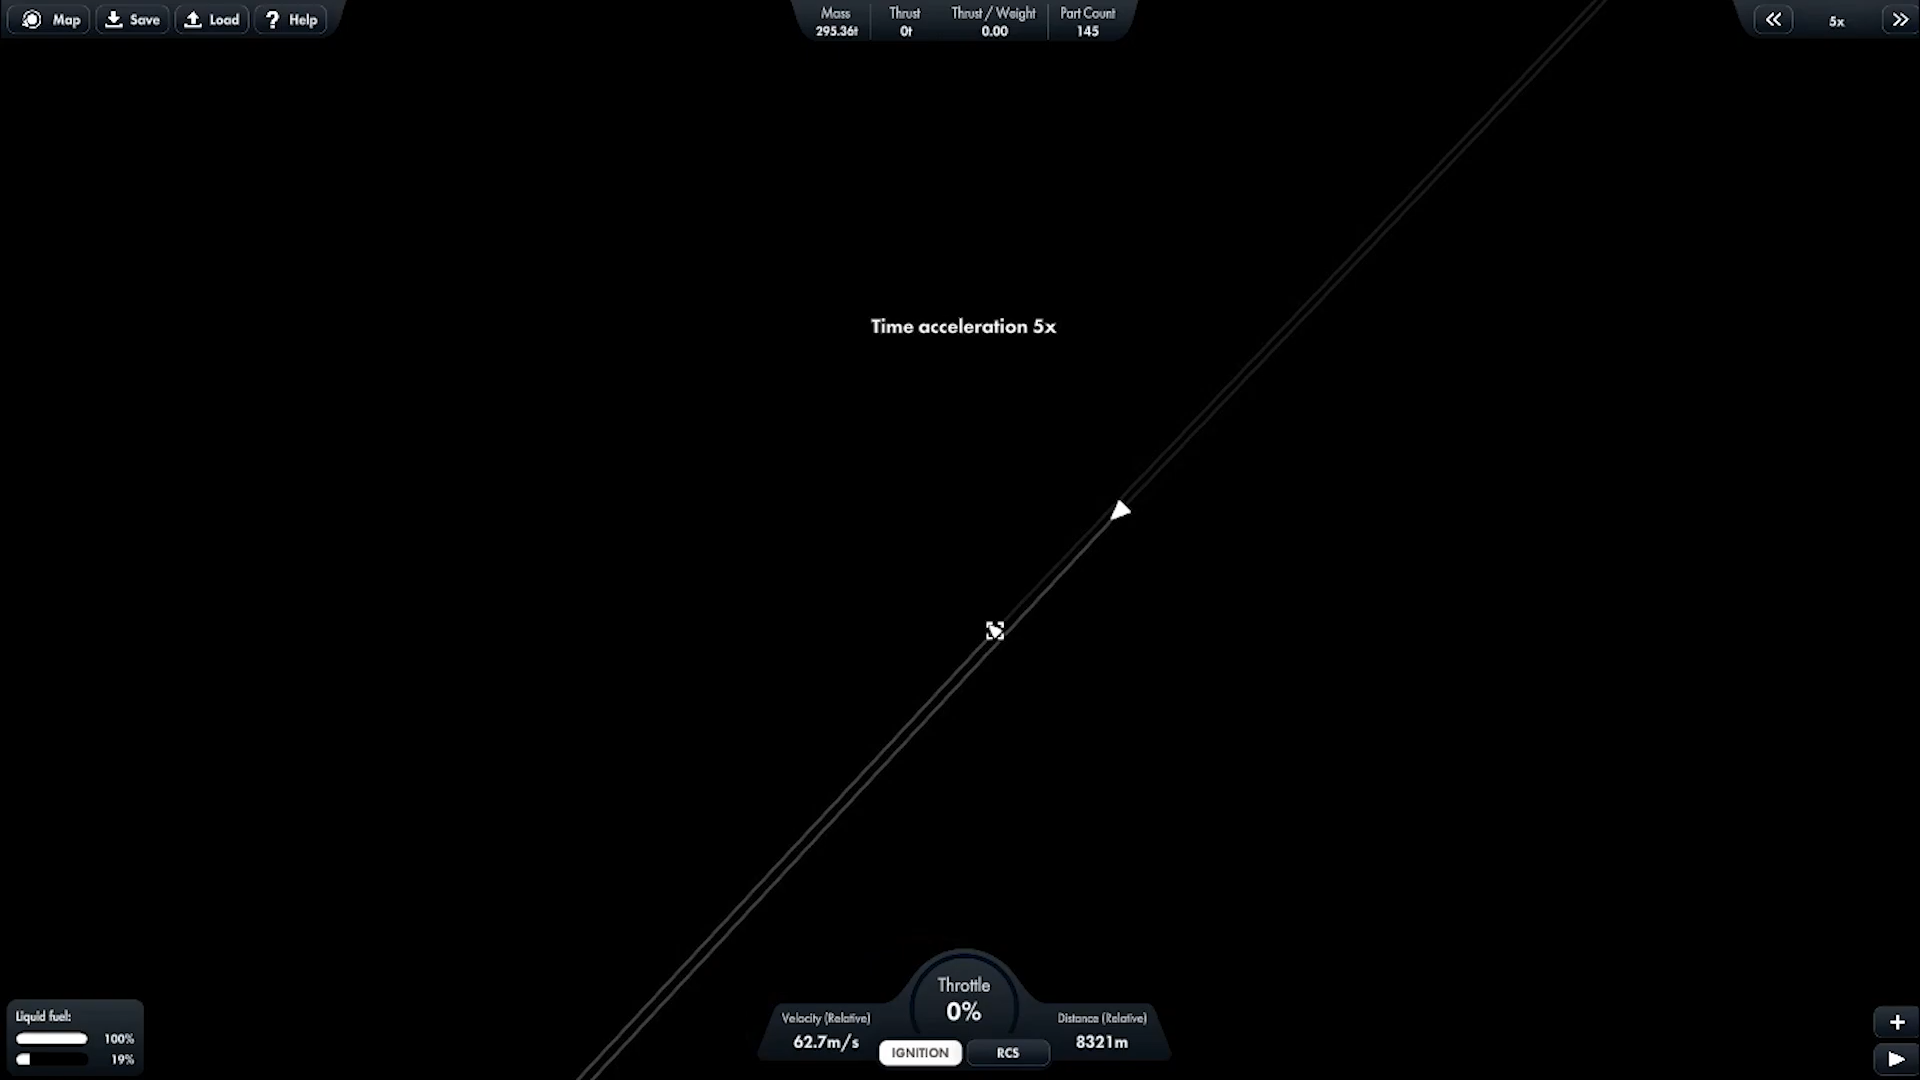 Map
Save
Load
? Help
Mass
295.36t
Thrust
0t
Thrust / Weight
0.00
Part Count
145
5x
Time acceleration 5x
Liquid fuel:
100%
19%
Throttle
0%
Velocity (Relative)
62.7m/s
IGNITION
RCS
Distance (Relative)
8321m